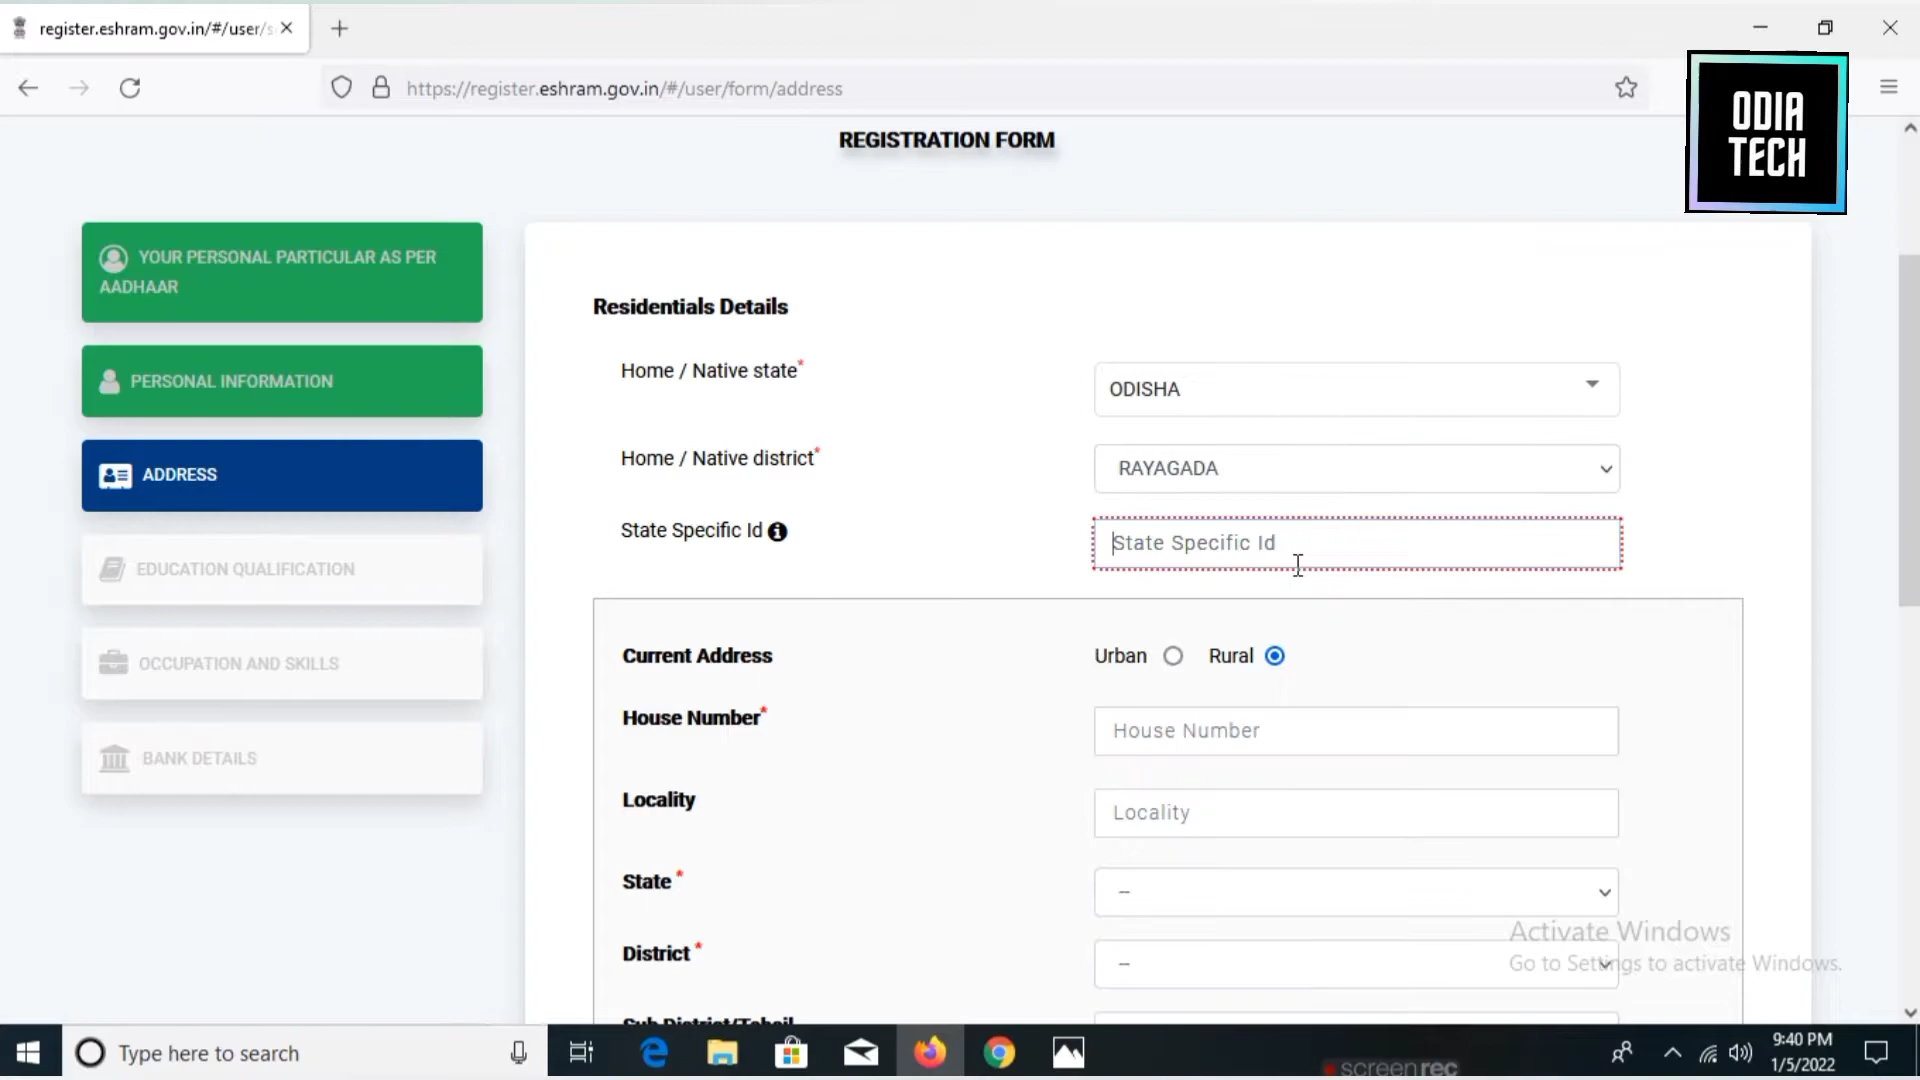 register.eshram.gov.in/#/user/s
https://register.eshram.gov.in/#/user/form/address
ODIA
TECH
REGISTRATION FORM
YOUR PERSONAL PARTICULAR AS PER
AADHAAR
PERSONAL INFORMATION
ADDRESS
EDUCATION QUALIFICATION
OCCUPATION AND SKILLS
BANK DETAILS
Residentials Details
Home / Native state*
ODISHA
Home / Native district*
RAYAGADA
State Specific Id
State Specific Id
Current Address
Urban Rural
House Number*
House Number
Locality
Locality
State *
--
District *
--
Sub District/Tehsil
Activate Windows
Go to Settings to activate Windows.
Type here to search
screenrec
9:40 PM
1/5/2022